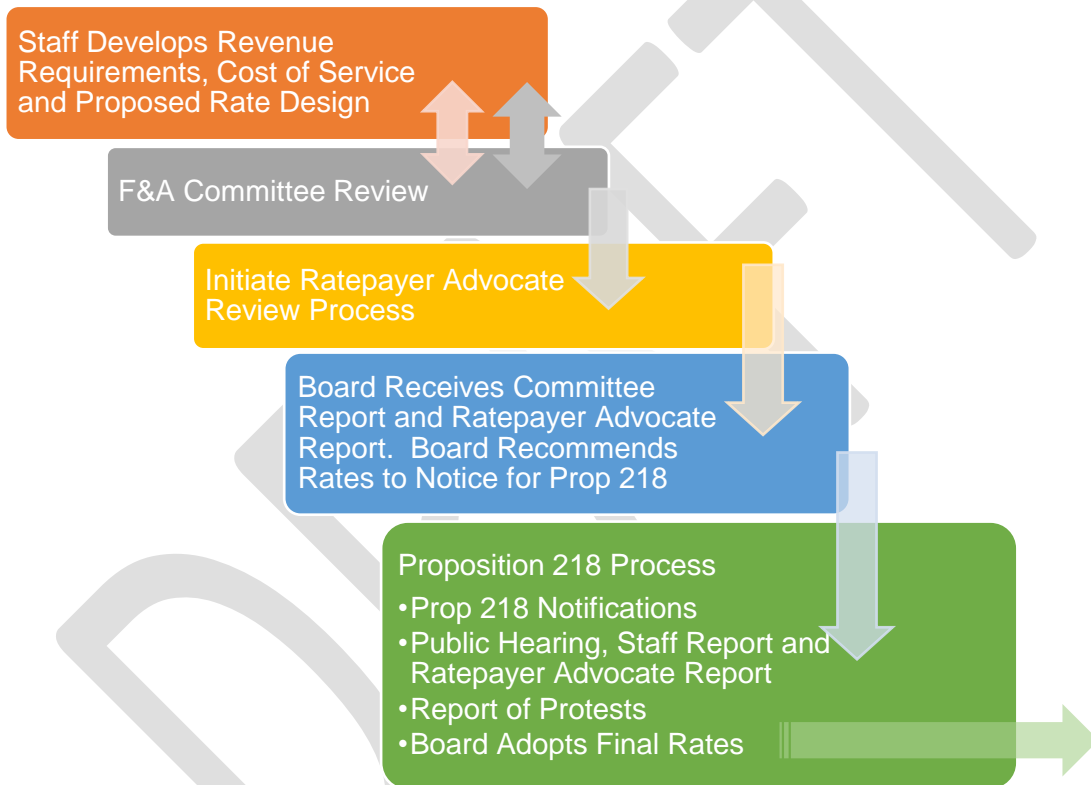 Staff Develops Revenue
Requirements, Cost of Service
and Proposed Rate Design
F&A Committee Review
Initiate Ratepayer Advocate
Review Process
Board Receives Committee
Report and Ratepayer Advocate
Report.  Board Recommends
Rates to Notice for Prop 218
Proposition 218 Process
•Prop 218 Notifications
•Public Hearing, Staff Report and
Ratepayer Advocate Report
•Report of Protests
•Board Adopts Final Rates